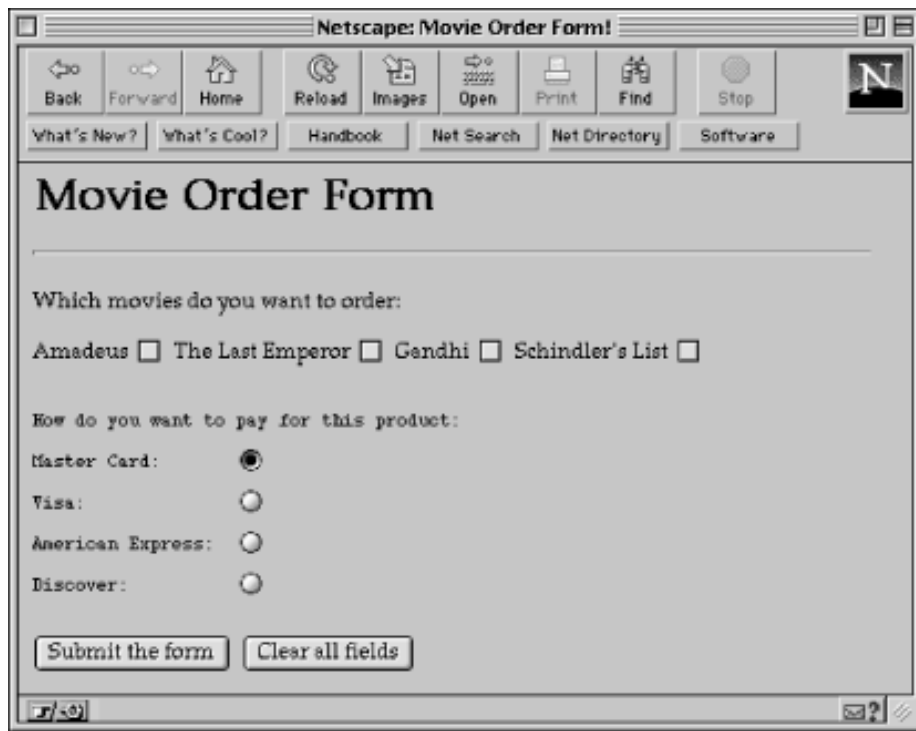 Netscape: Movie Order Form!
Back Forward Home Reload Images Open Print Find Stop N
What's New? What's Cool? Handbook Net Search Net Directory Software
Movie Order Form
Which movies do you want to order:
Amadeus The Last Emperor Gandhi Schindler's List
How do you want to pay for this product:
Master Card:
Visa:
American Express:
Discover:
Submit the form Clear all fields
?